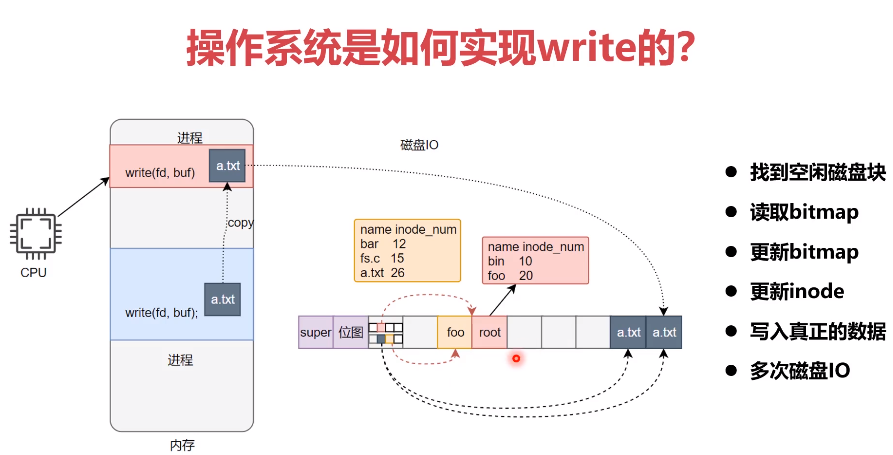 操作系统是如何实现write的？
进程
write(fd, buf)
a.txt
copy
CPU
a.txt
write(fd, buf);
进程
内存
磁盘IO
name inode_num
bar 12
fs.c 15
a.txt 26
name inode_num
bin 10
foo 20
super
位图
foo
root
a.txt
a.txt
● 找到空闲磁盘块
● 读取bitmap
● 更新bitmap
● 更新inode
● 写入真正的数据
● 多次磁盘IO